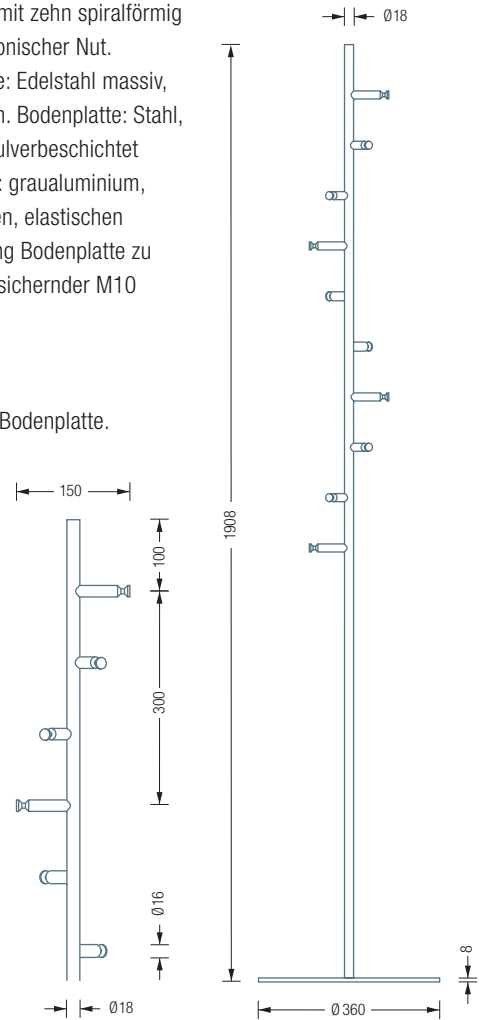 mit zehn spiralförmig
onischer Nut.
e: Edelstahl massiv,
n. Bodenplatte: Stahl,
ulverbeschichtet
: graualuminium,
en, elastischen
ng Bodenplatte zu
sichernder M10
Bodenplatte.
Ø18
1908
8
Ø360
150
100
300
Ø16
Ø18